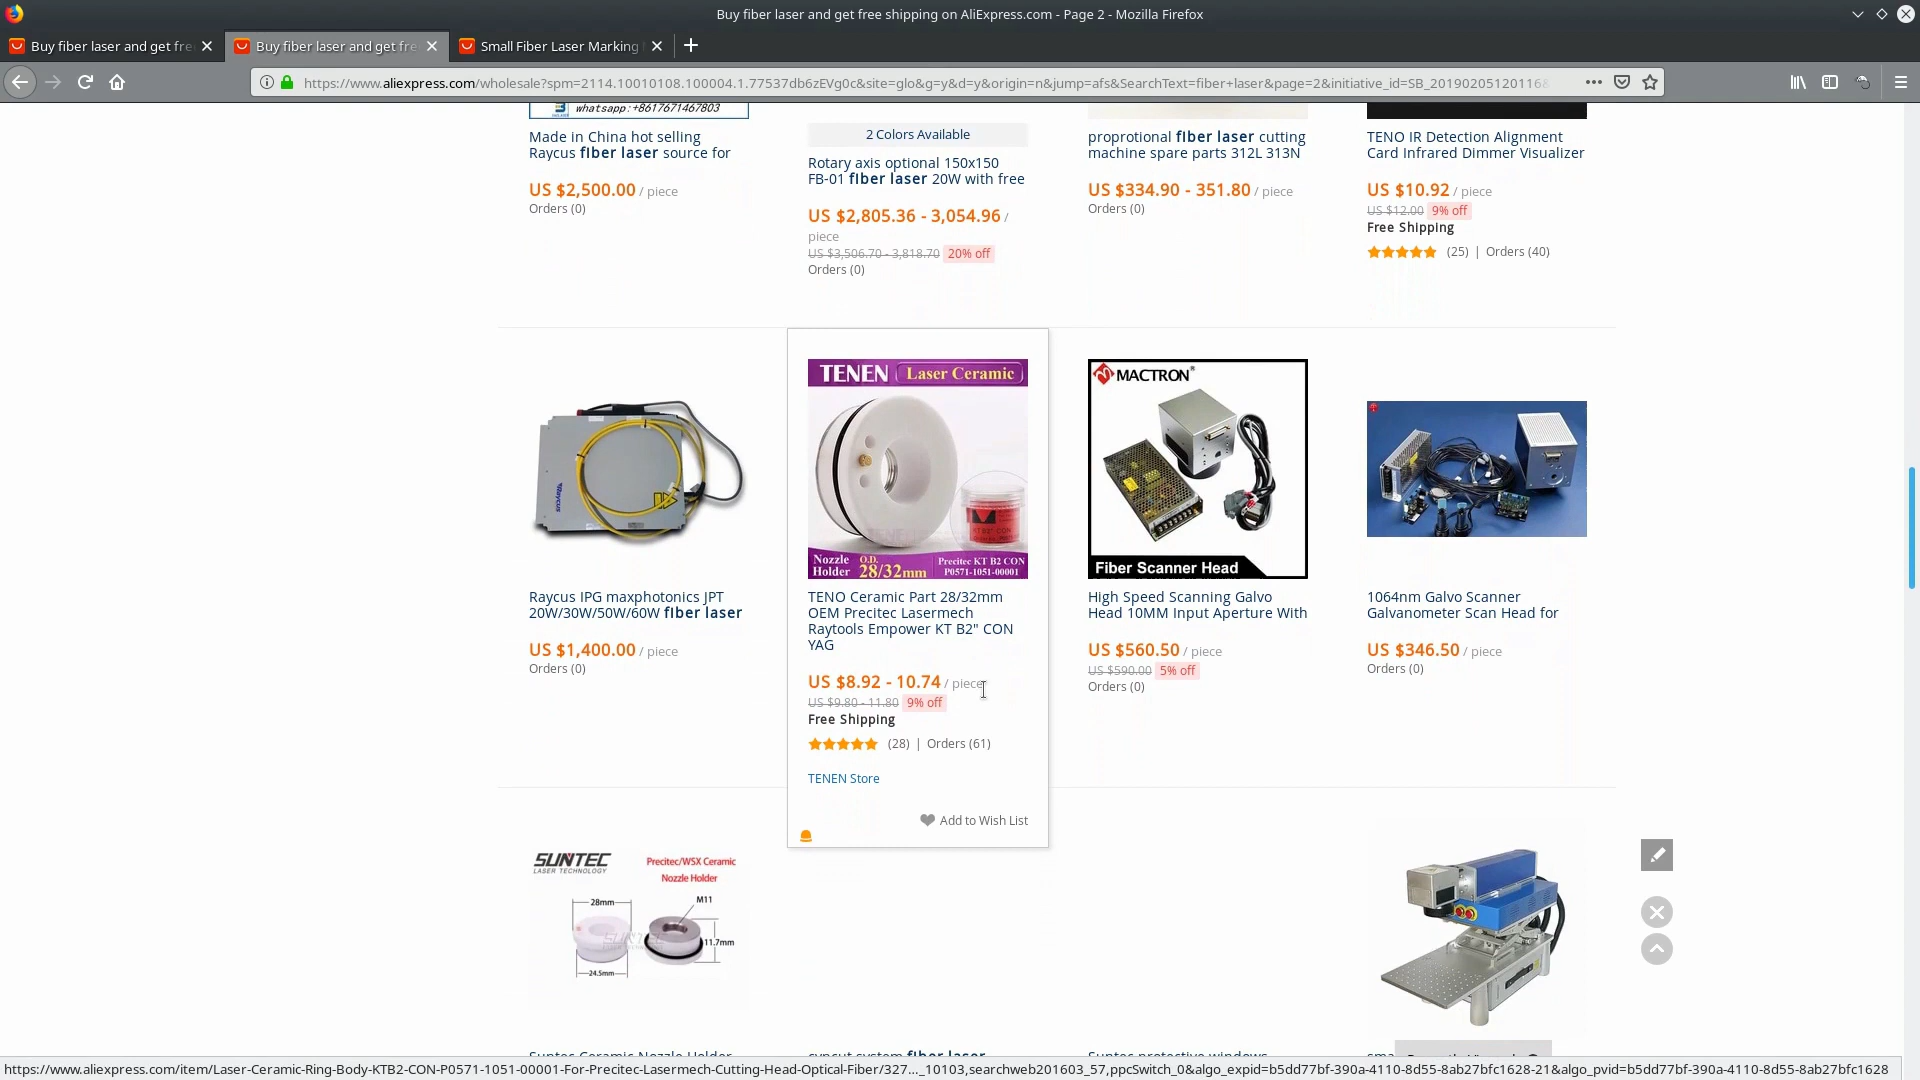 Buy fiber laser and get free shipping on AliExpress.com - Page 2 - Mozilla Firefox
Buy fiber laser and get fre
Buy fiber laser and get fre
Small Fiber Laser Marking
https://www.aliexpress.com/wholesale?spm=2114.10010108.100004.1.77537db6zEVg0c&site=glo&g=y&d=y&origin=n&jump=afs&SearchText=fiber+laser&page=2&initiative_id=SB_20190205120116&
whatsapp:+8617671467803
Made in China hot selling
Raycus fiber laser source for
US $2,500.00 / piece
Orders (0)
2 Colors Available
Rotary axis optional 150x150
FB-01 fiber laser 20W with free
US $2,805.36 - 3,054.96 /
piece
US $3,506.70 - 3,818.70 20% off
Orders (0)
proprotional fiber laser cutting
machine spare parts 312L 313N
US $334.90 - 351.80 / piece
Orders (0)
TENO IR Detection Alignment
Card Infrared Dimmer Visualizer
US $10.92 / piece
US $12.00 9% off
Free Shipping
(25) | Orders (40)
Raycus
Raycus IPG maxphotonics JPT
20W/30W/50W/60W fiber laser
US $1,400.00 / piece
Orders (0)
TENEN Laser Ceramic
KT B2" CON
Nozzle Holder
O.D. 28/32mm
Precitec KT B2 CON
P0571-1051-00001
TENO Ceramic Part 28/32mm
OEM Precitec Lasermech
Raytools Empower KT B2" CON
YAG
US $8.92 - 10.74 / piece
US $9.80 - 11.80 9% off
Free Shipping
(28) | Orders (61)
TENEN Store
Add to Wish List
MACTRON®
Fiber Scanner Head
High Speed Scanning Galvo
Head 10MM Input Aperture With
US $560.50 / piece
US $590.00 5% off
Orders (0)
1064nm Galvo Scanner
Galvanometer Scan Head for
US $346.50 / piece
Orders (0)
SUNTEC
LASER TECHNOLOGY
Precitec/WSX Ceramic
Nozzle Holder
28mm
M11
11.7mm
24.5mm
Suntec Ceramic Nozzle Holder
cypcut system fiber laser
Suntec protective windows
https://www.aliexpress.com/item/Laser-Ceramic-Ring-Body-KTB2-CON-P0571-1051-00001-For-Precitec-Lasermech-Cutting-Head-Optical-Fiber/327…_10103,searchweb201603_57,ppcSwitch_0&algo_expid=b5dd77bf-390a-4110-8d55-8ab27bfc1628-21&algo_pvid=b5dd77bf-390a-4110-8d55-8ab27bfc1628